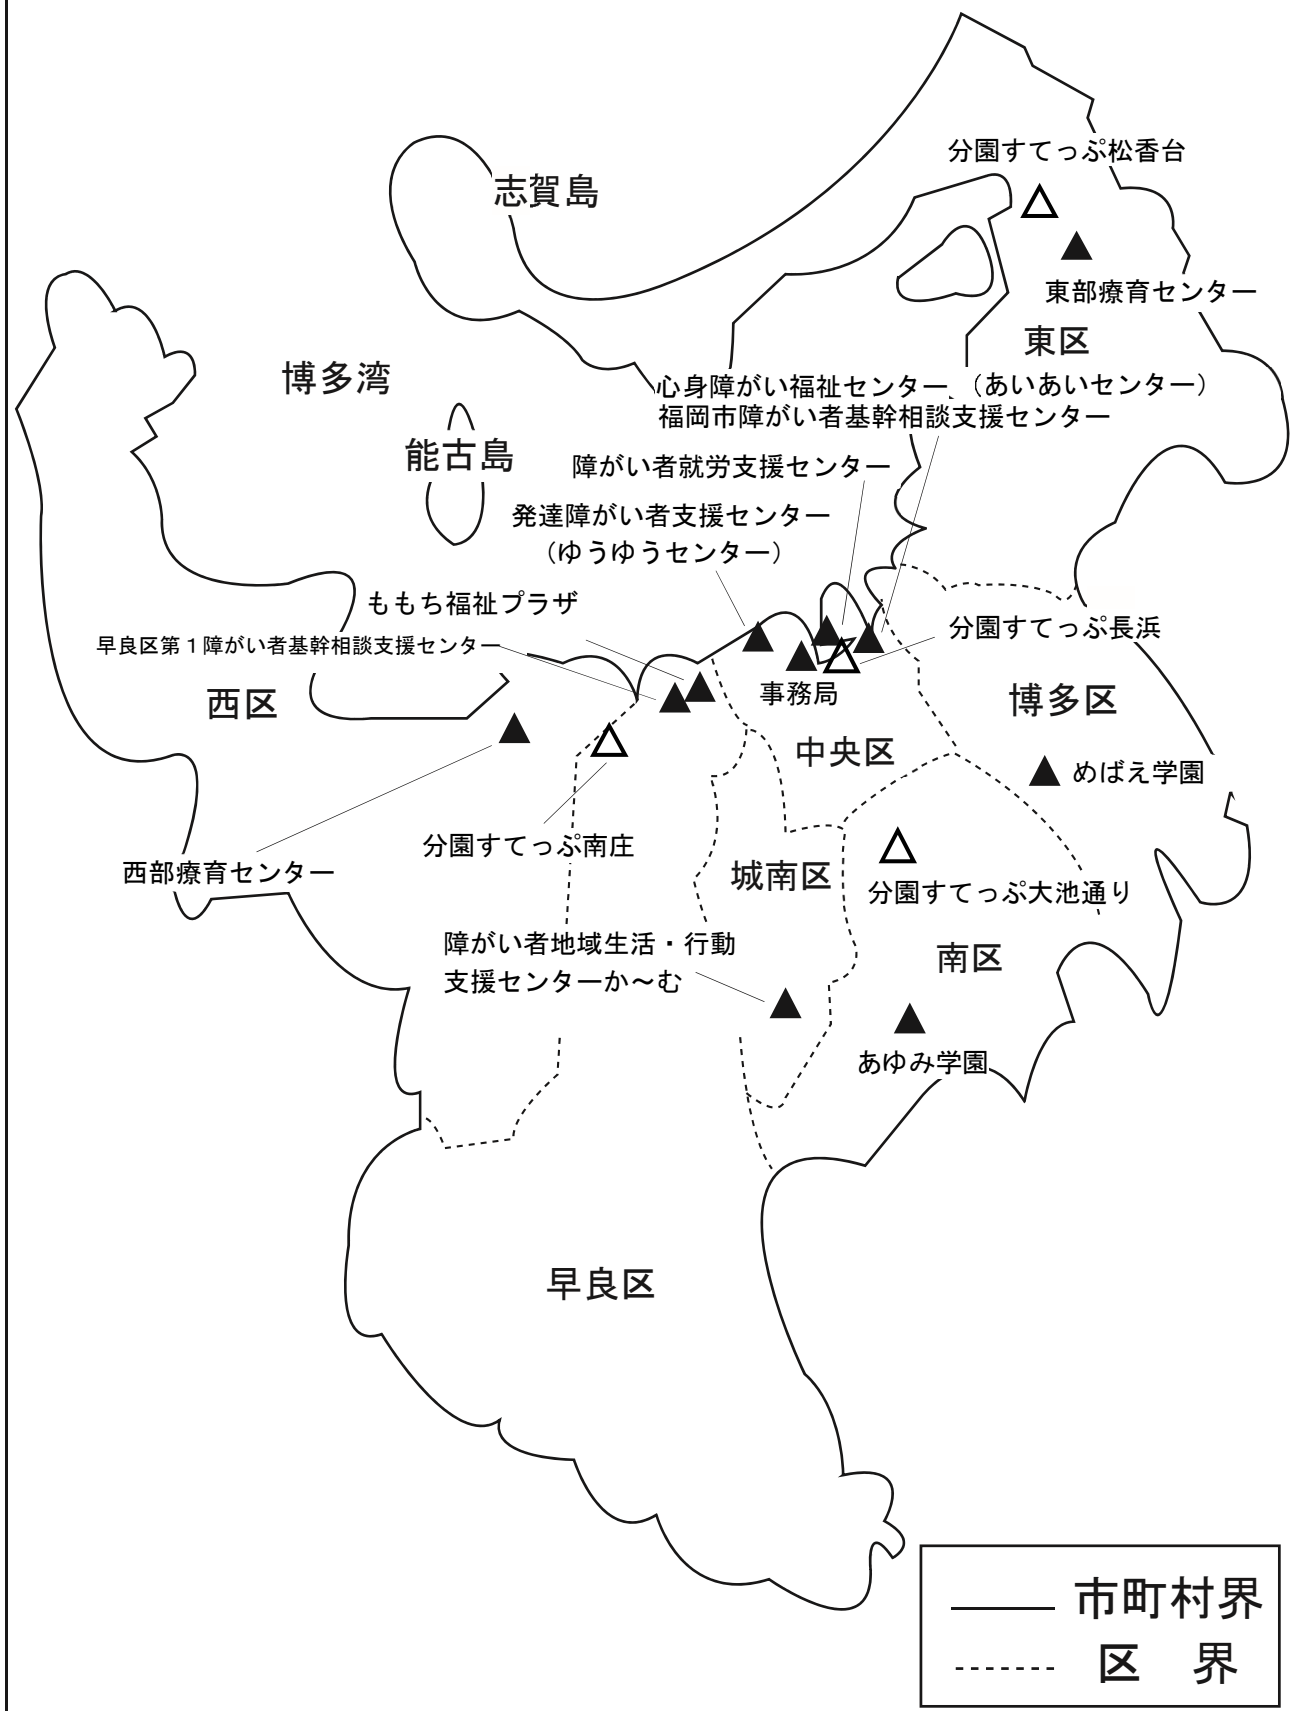 分園すてっぷ松香台
志賀島
東部療育センター
東区
博多湾
心身障がい福祉センター （あいあいセンター）
福岡市障がい者基幹相談支援センター
能古島
障がい者就労支援センター
発達障がい者支援センター
（ゆうゆうセンター）
ももち福祉プラザ
分園すてっぷ長浜
早良区第１障がい者基幹相談支援センター
西区
事務局
博多区
中央区
めばえ学園
分園すてっぷ南庄
西部療育センター
城南区
分園すてっぷ大池通り
障がい者地域生活・行動
支援センターか～む
南区
あゆみ学園
早良区
市町村界
区　界